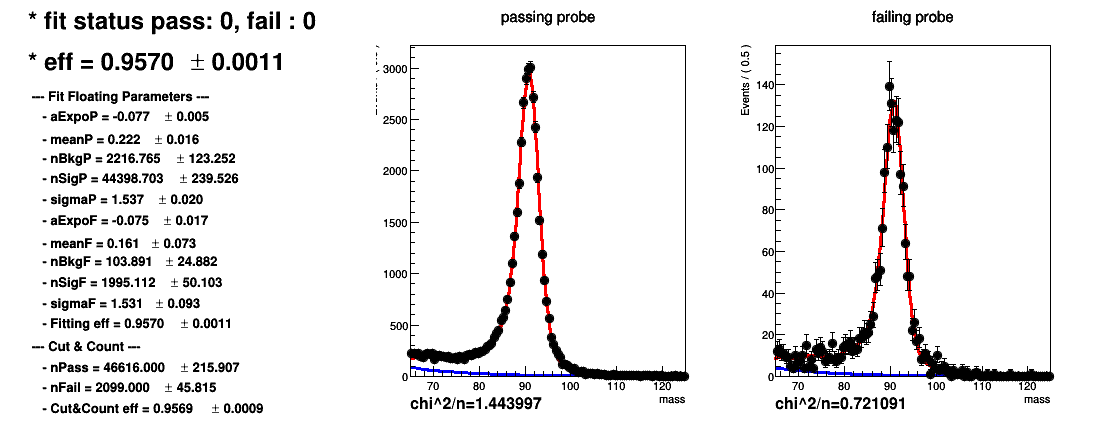 * fit status pass: 0, fail : 0
* eff = 0.9570 ± 0.0011
--- Fit Floating Parameters ---
- aExpoP = -0.077 ± 0.005
- meanP = 0.222 ± 0.016
- nBkgP = 2216.765 ± 123.252
- nSigP = 44398.703 ± 239.526
- sigmaP = 1.537 ± 0.020
- aExpoF = -0.075 ± 0.017
- meanF = 0.161 ± 0.073
- nBkgF = 103.891 ± 24.882
- nSigF = 1995.112 ± 50.103
- sigmaF = 1.531 ± 0.093
- Fitting eff = 0.9570 ± 0.0011
--- Cut & Count ---
- nPass = 46616.000 ± 215.907
- nFail = 2099.000 ± 45.815
- Cut&Count eff = 0.9569 ± 0.0009
passing probe
3000
2500
2000
1500
1000
500
0
70 80 90 100 110 120
mass
chi^2/n=1.443997
failing probe
Events / ( 0.5 )
140
120
100
80
60
40
20
0
70 80 90 100 110 120
mass
chi^2/n=0.721091